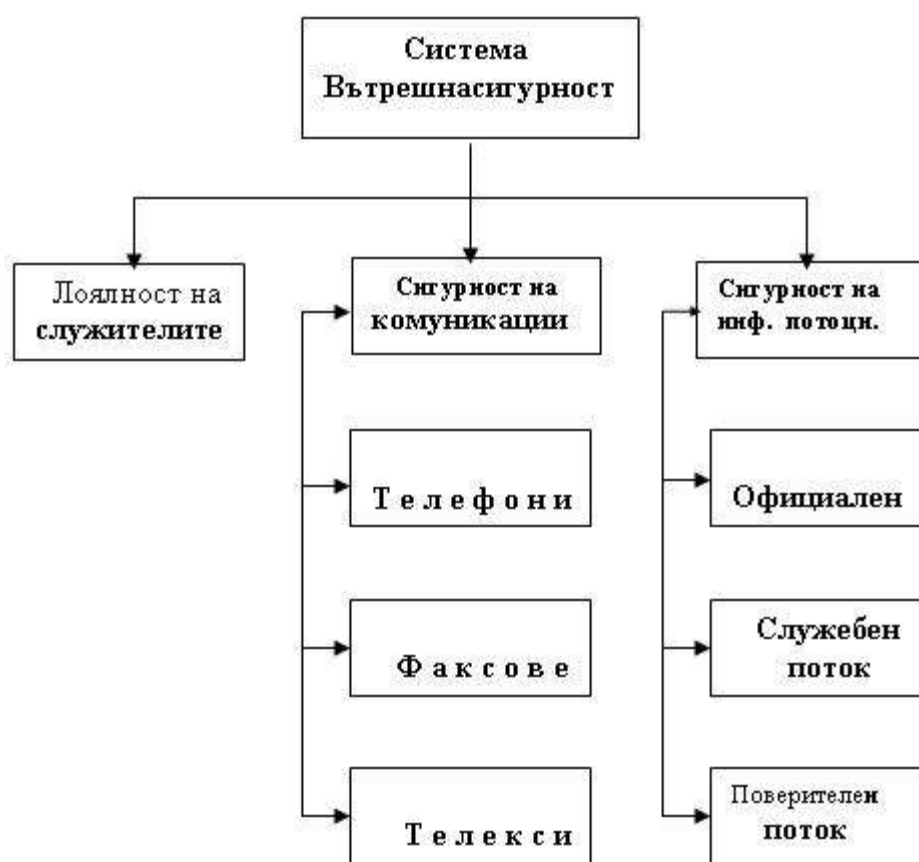 Система
Вътрешнасигурност
Лоялност на
служителите
Сигурност на
комуникации
Сигурност на
инф. потоци.
Телефони
Официален
Факсове
Служебен
поток
Телекси
Поверителен
поток